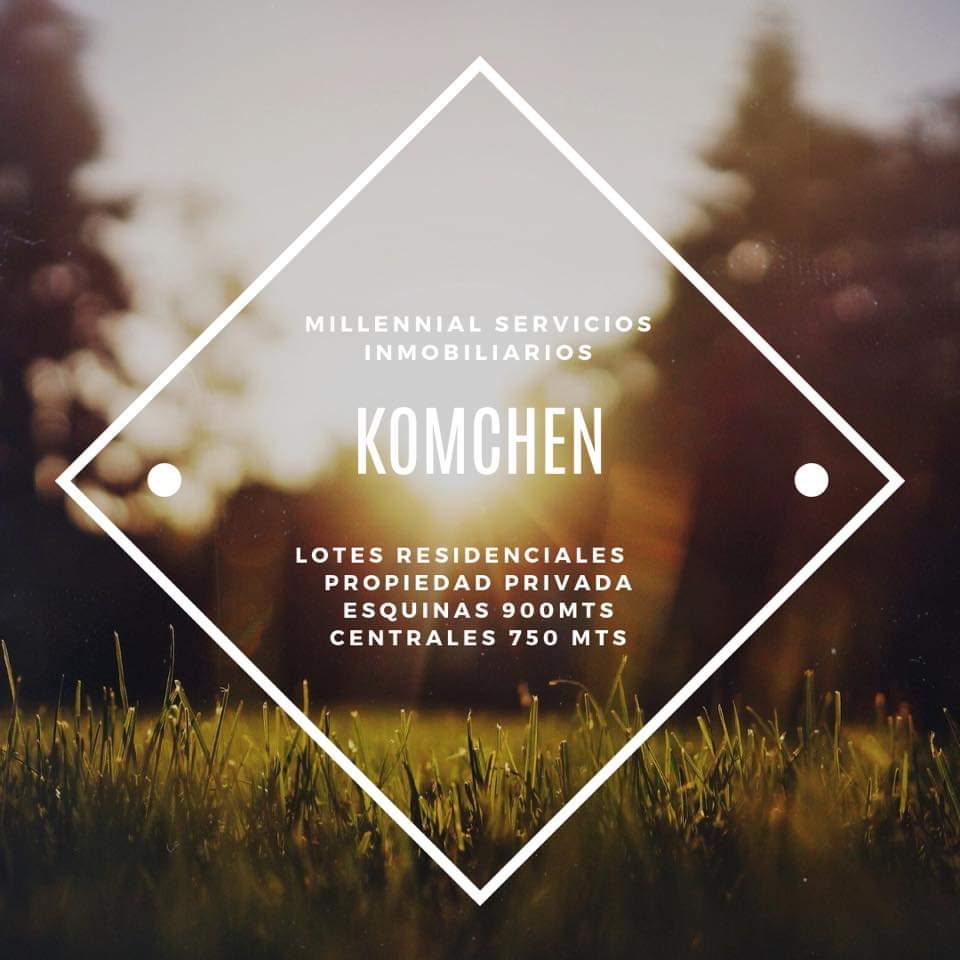 MILLENNIAL SERVICIOS
INMOBILIARIOS
KOMCHEN
LOTES RESIDENCIALES
PROPIEDAD PRIVADA
ESQUINAS 900MTS
CENTRALES 750 MTS